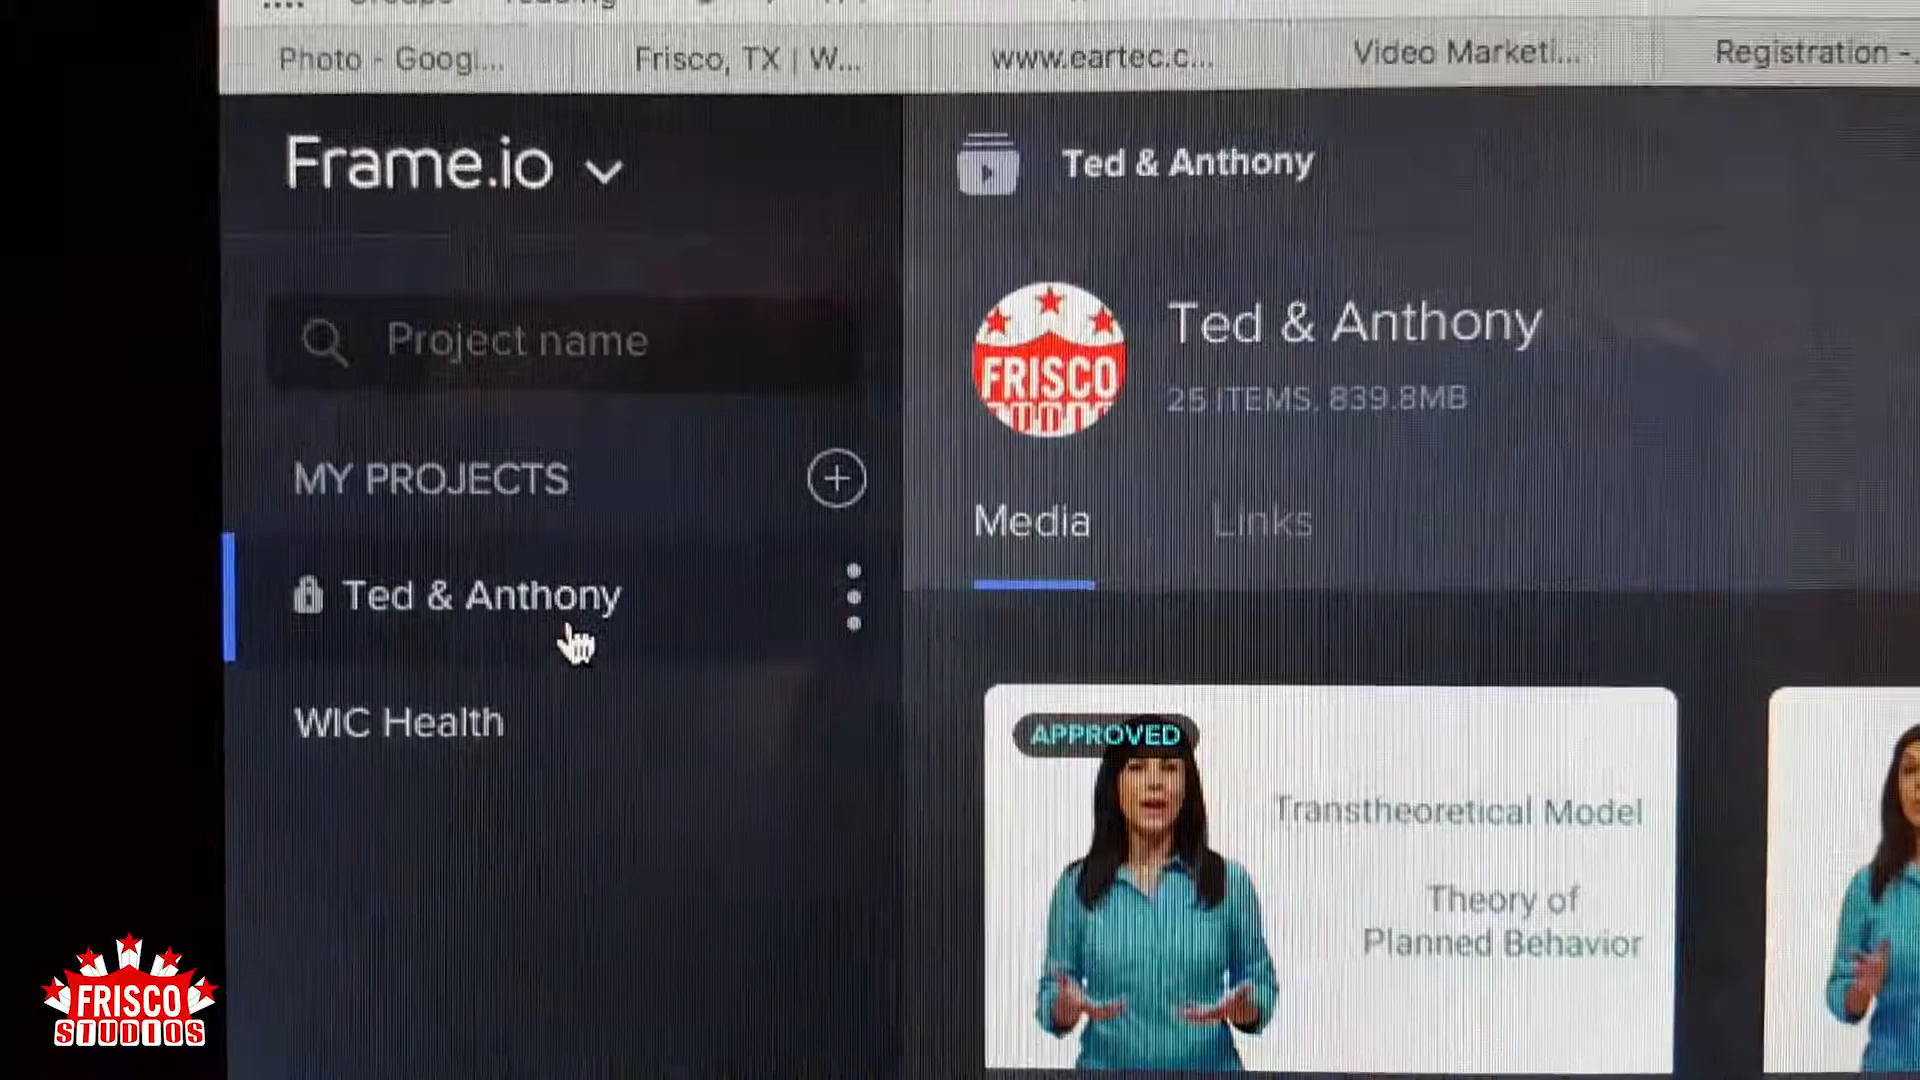 Photo - Googl...
Frisco, TX | W...
www.eartec.c...
Video Marketi...
Registration -...
Frame.io
Ted & Anthony
Project name
FRISCO
Ted & Anthony
25 ITEMS, 839.8MB
MY PROJECTS
Media
Links
Ted & Anthony
WIC Health
APPROVED
Transtheoretical Model
Theory of
Planned Behavior
FRISCO
STUDIOS